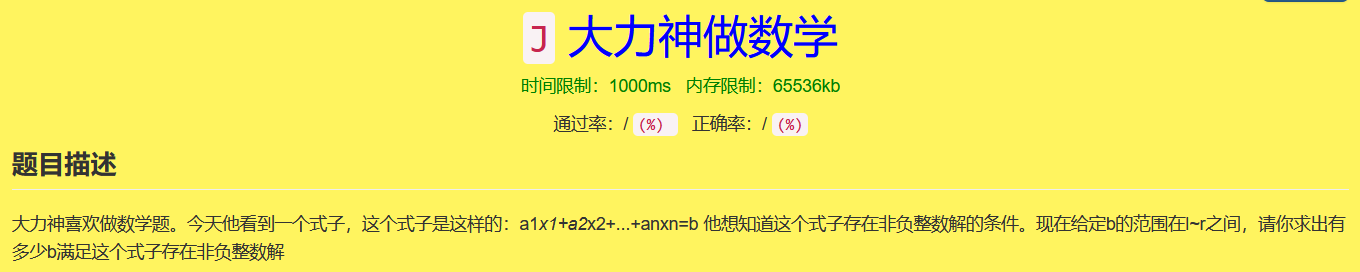 J 大力神做数学
时间限制：1000ms 内存限制：65536kb
通过率：/ (%) 正确率：/ (%)
题目描述
大力神喜欢做数学题。今天他看到一个式子，这个式子是这样的：a1x1+a2x2+...+anxn=b 他想知道这个式子存在非负整数解的条件。现在给定b的范围在l~r之间，请你求出有
多少b满足这个式子存在非负整数解